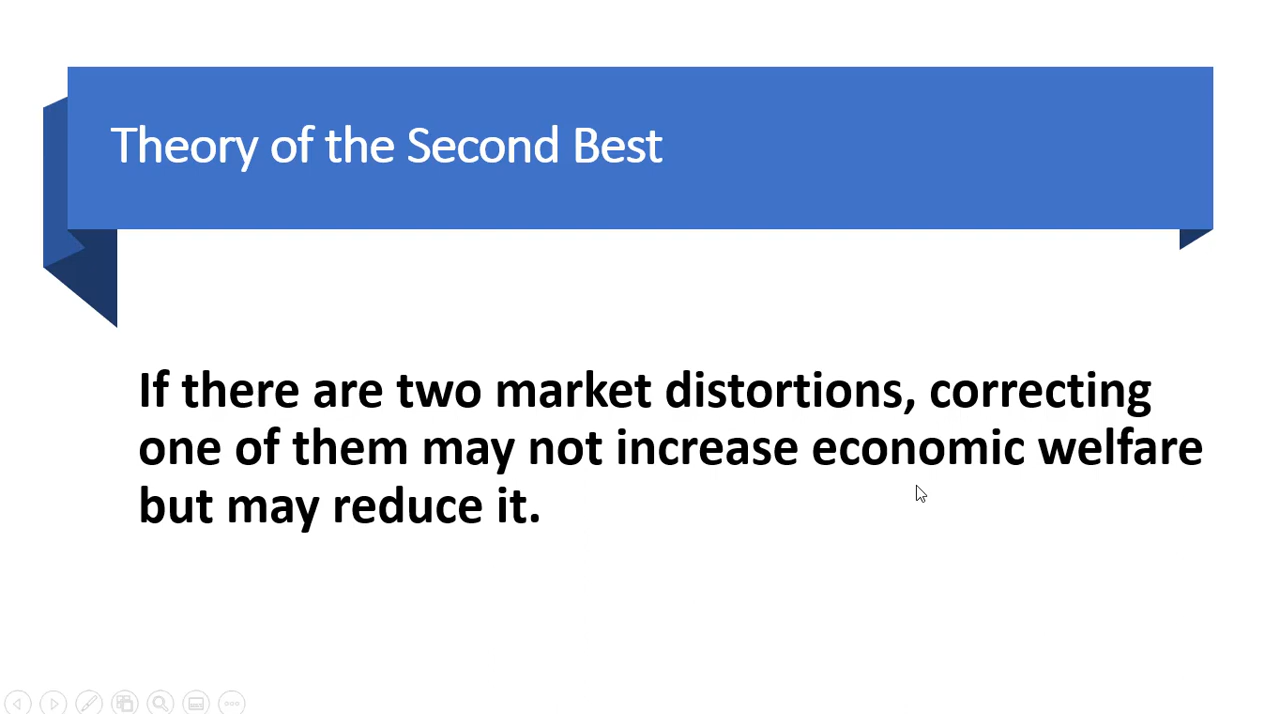 Theory of the Second Best
If there are two market distortions, correcting
one of them may not increase economic welfare
but may reduce it.